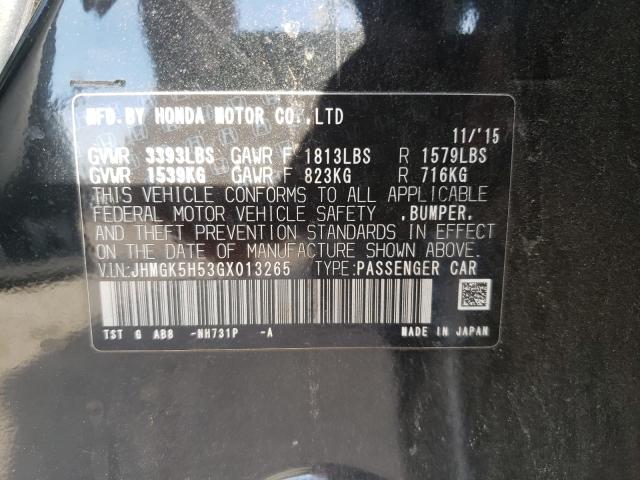 MFD.BY HONDA MOTOR CO.,LTD
11/'15
GVWR 3393LBS GAWR F 1813LBS R 1579LBS
GVWR 1539KG GAWR F 823KG R 716KG
THIS VEHICLE CONFORMS TO ALL APPLICABLE
FEDERAL MOTOR VEHICLE SAFETY ,BUMPER,
AND THEFT PREVENTION STANDARDS IN EFFECT
ON THE DATE OF MANUFACTURE SHOWN ABOVE.
V.I.N:JHMGK5H53GX013265 TYPE:PASSENGER CAR
TST G AB8 -NH731P -A MADE IN JAPAN